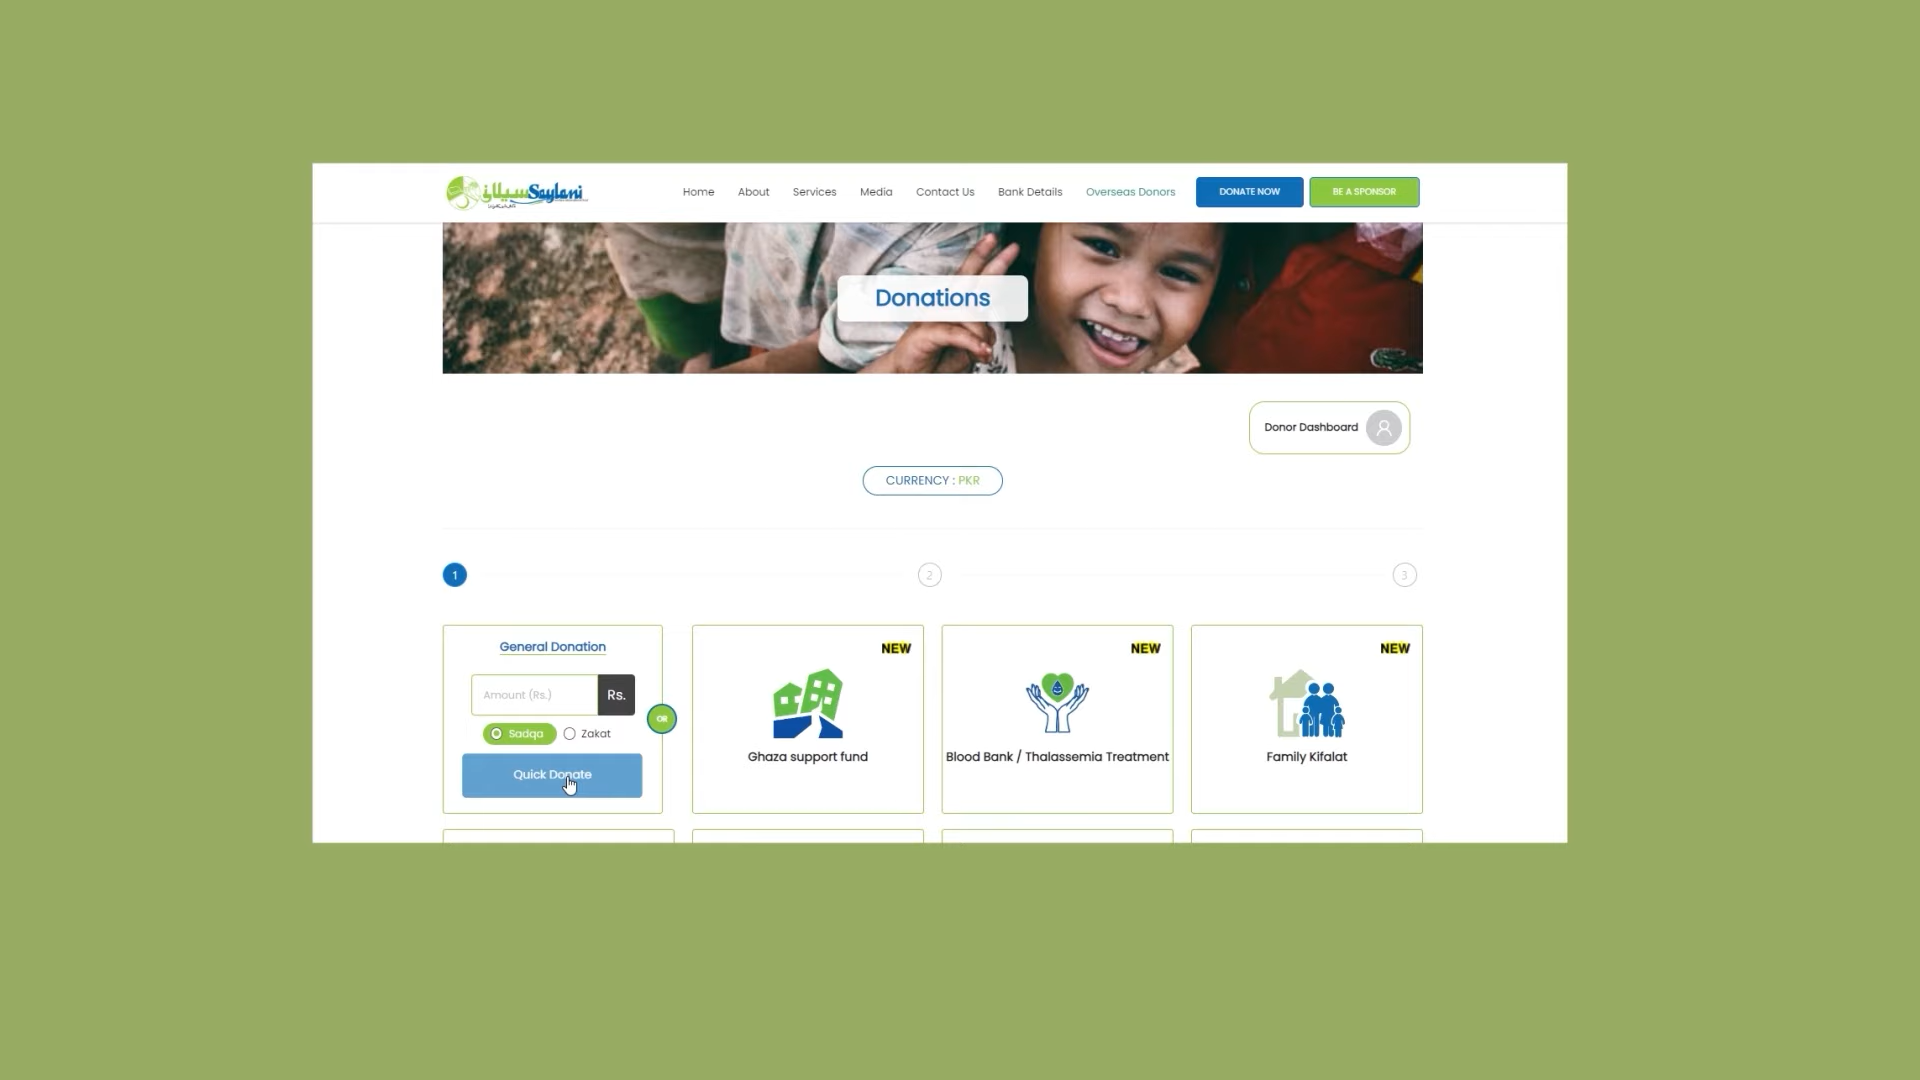 سیلانی Saylani
Home About Services Media Contact Us Bank Details Overseas Donors DONATE NOW BE A SPONSOR
Donations
Donor Dashboard
CURRENCY : PKR
1 2 3
General Donation
Amount (Rs.) Rs.
Sadqa Zakat
Quick Donate
OR
NEW
Ghaza support fund
NEW
Blood Bank / Thalassemia Treatment
NEW
Family Kifalat